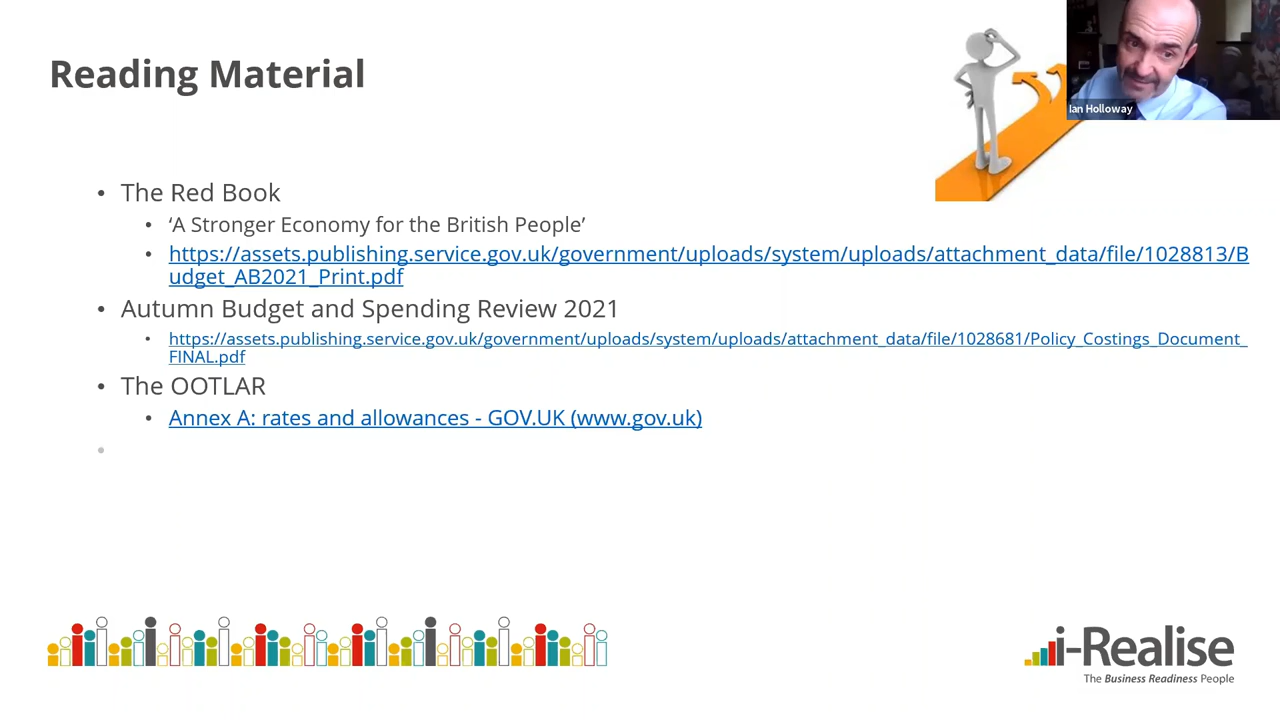 Reading Material
Ian Holloway
• The Red Book
• ‘A Stronger Economy for the British People’
• https://assets.publishing.service.gov.uk/government/uploads/system/uploads/attachment_data/file/1028813/B
udget_AB2021_Print.pdf
• Autumn Budget and Spending Review 2021
• https://assets.publishing.service.gov.uk/government/uploads/system/uploads/attachment_data/file/1028681/Policy_Costings_Document_
FINAL.pdf
• The OOTLAR
• Annex A: rates and allowances - GOV.UK (www.gov.uk)
•
i-Realise
The Business Readiness People